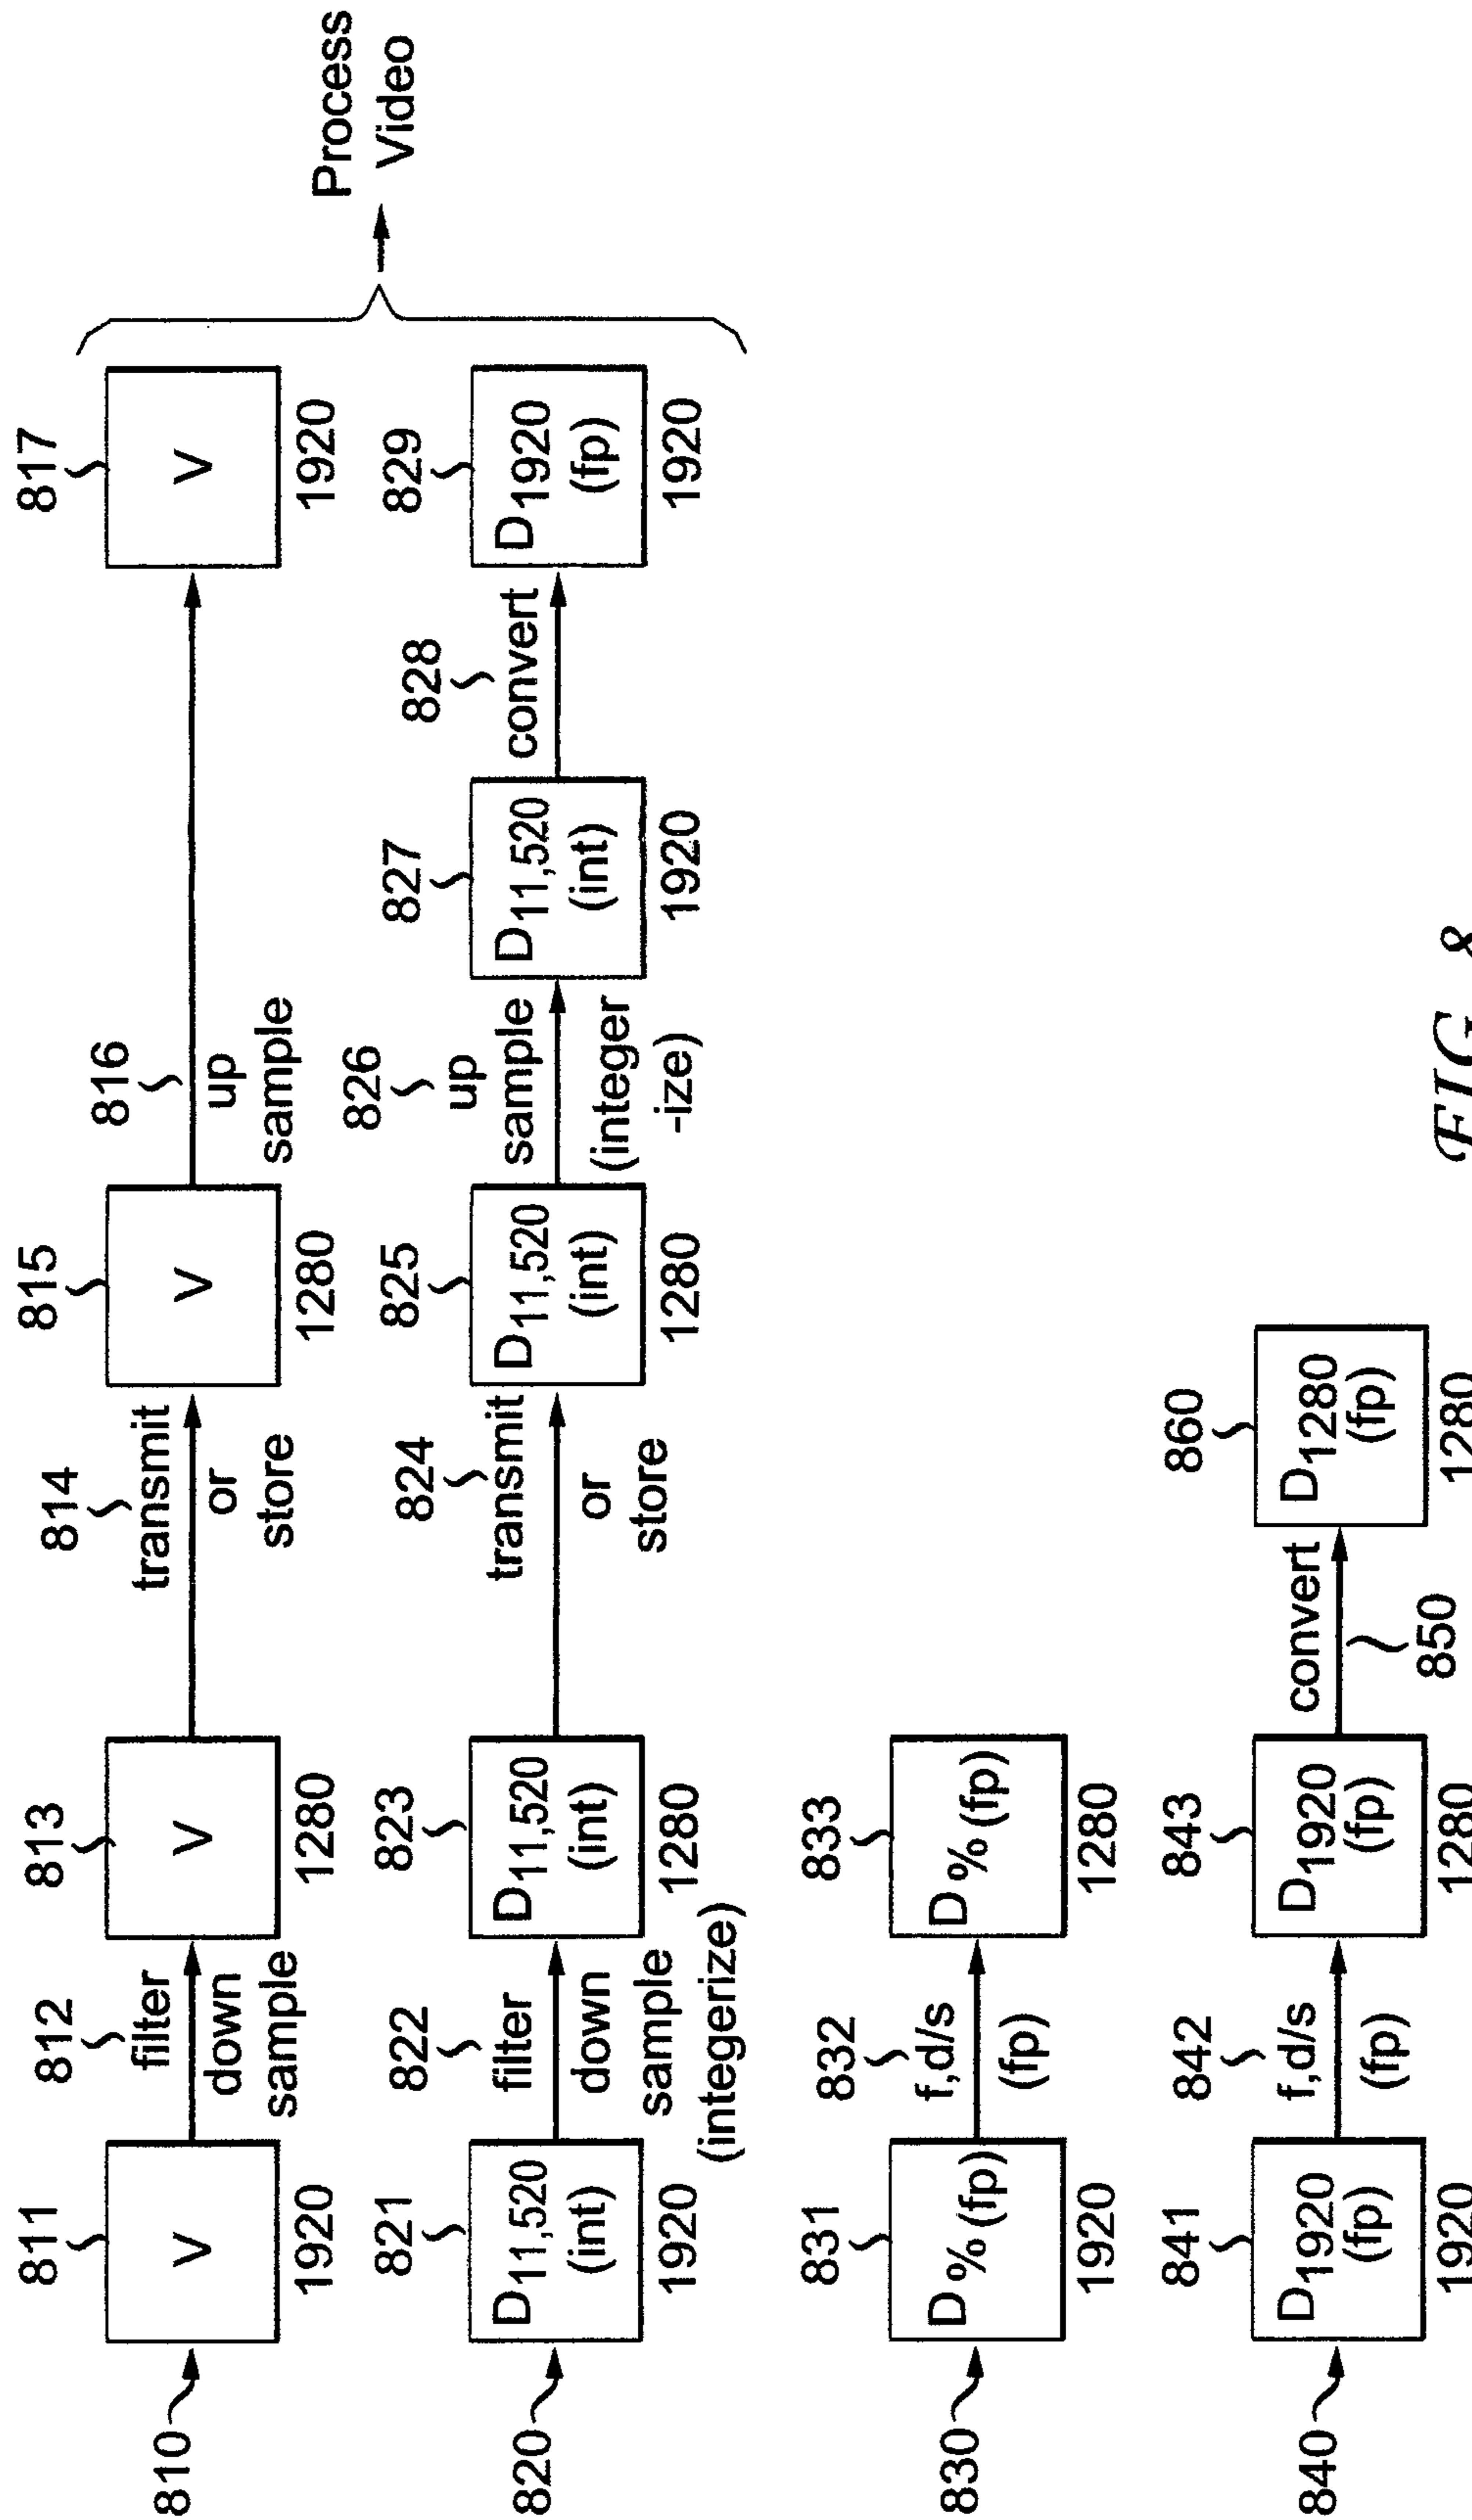 810
811
V
1920
812
filter
down
sample
813
V
1280
814
transmit
or
store
815
V
1280
816
up
sample
817
V
1920
Process
Video
820
821
D11,520
(int)
1920
822
filter
down
sample
(integerize)
823
D11,520
(int)
1280
824
transmit
or
store
825
D11,520
(int)
1280
826
up
sample
(integer
-ize)
827
D11,520
(int)
1920
828
convert
829
D1920
(fp)
1920
830
831
D % (fp)
1920
832
f,d/s
(fp)
833
D % (fp)
1280
840
841
D1920
(fp)
1920
842
f,d/s
(fp)
843
D1920
(fp)
1280
convert
850
860
D1280
(fp)
1280
FIG. 8